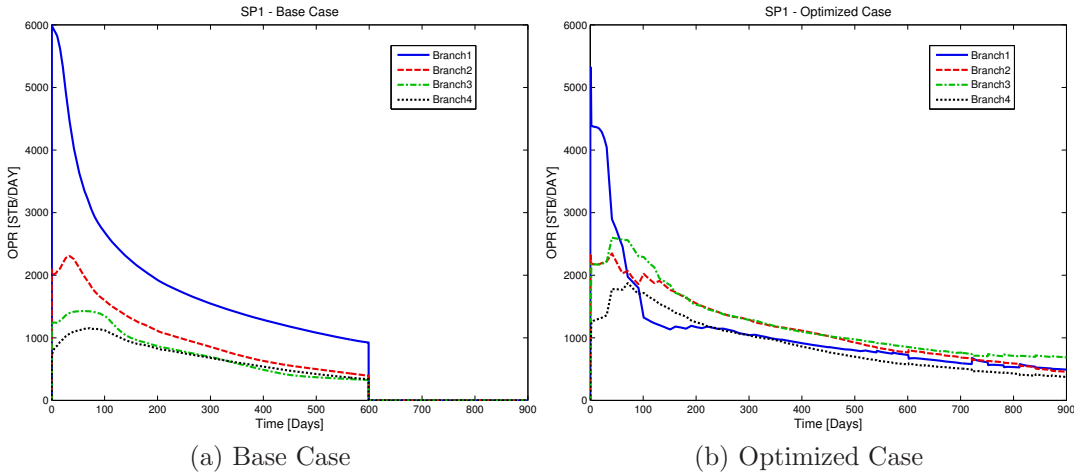 SP1 - Base Case
6000
5000
4000
3000
2000
1000
0
OPR [STB/DAY]
Branch1
Branch2
Branch3
Branch4
0 100 200 300 400 500 600 700 800 900
Time [Days]
(a) Base Case
SP1 - Optimized Case
6000
5000
4000
3000
2000
1000
0
OPR [STB/DAY]
Branch1
Branch2
Branch3
Branch4
0 100 200 300 400 500 600 700 800 900
Time [Days]
(b) Optimized Case